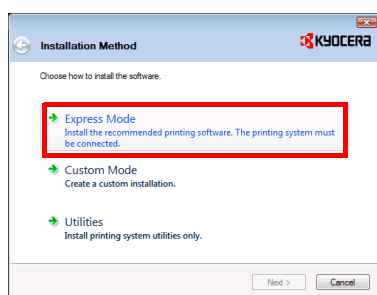 Installation Method
KYOCERA
Choose how to install the software.
Express Mode
Install the recommended printing software. The printing system must
be connected.
Custom Mode
Create a custom installation.
Utilities
Install printing system utilities only.
Next >
Cancel